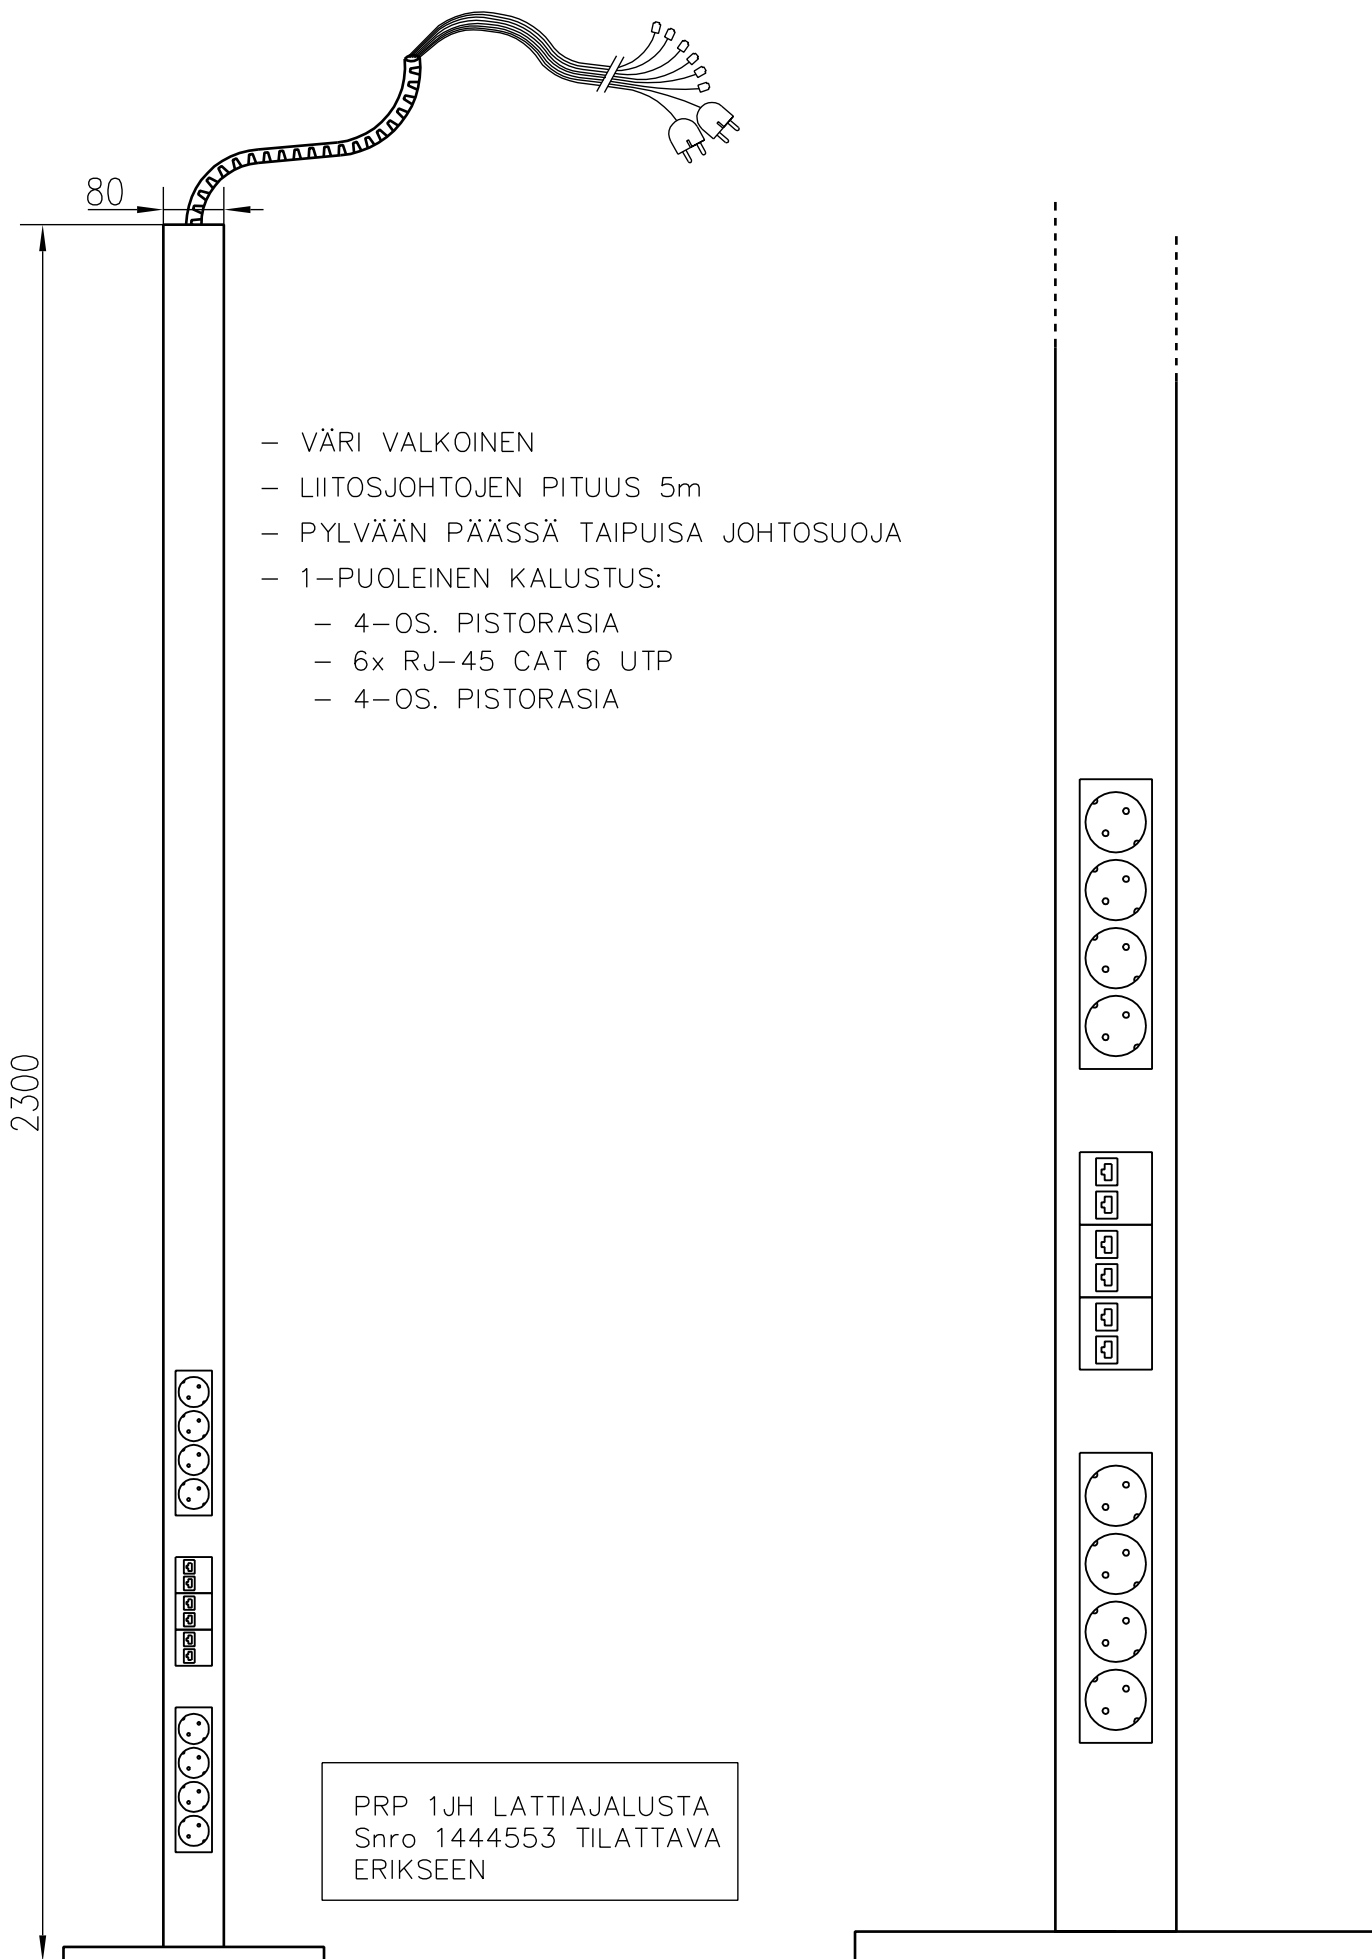 80
2300
- VÄRI VALKOINEN
- LIITOSJOHTOJEN PITUUS 5m
- PYLVÄÄN PÄÄSSÄ TAIPUISA JOHTOSUOJA
- 1-PUOLEINEN KALUSTUS:
- 4-OS. PISTORASIA
- 6x RJ-45 CAT 6 UTP
- 4-OS. PISTORASIA
PRP 1JH LATTIAJALUSTA
Snro 1444553 TILATTAVA
ERIKSEEN